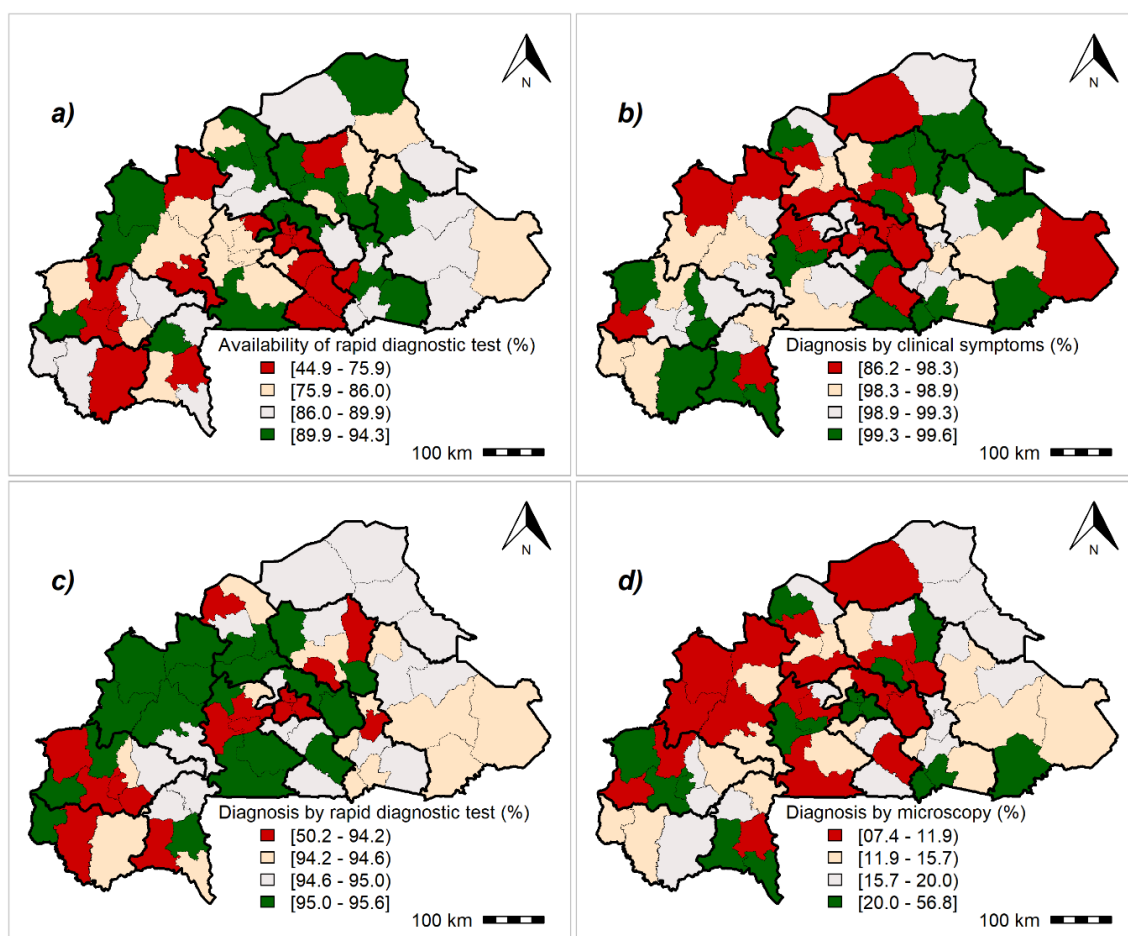 N
a)
Availability of rapid diagnostic test (%)
[44.9 - 75.9)
[75.9 - 86.0)
[86.0 - 89.9)
[89.9 - 94.3]
100 km
N
b)
Diagnosis by clinical symptoms (%)
[86.2 - 98.3)
[98.3 - 98.9)
[98.9 - 99.3)
[99.3 - 99.6]
100 km
N
c)
Diagnosis by rapid diagnostic test (%)
[50.2 - 94.2)
[94.2 - 94.6)
[94.6 - 95.0)
[95.0 - 95.6]
100 km
N
d)
Diagnosis by microscopy (%)
[07.4 - 11.9)
[11.9 - 15.7)
[15.7 - 20.0)
[20.0 - 56.8]
100 km